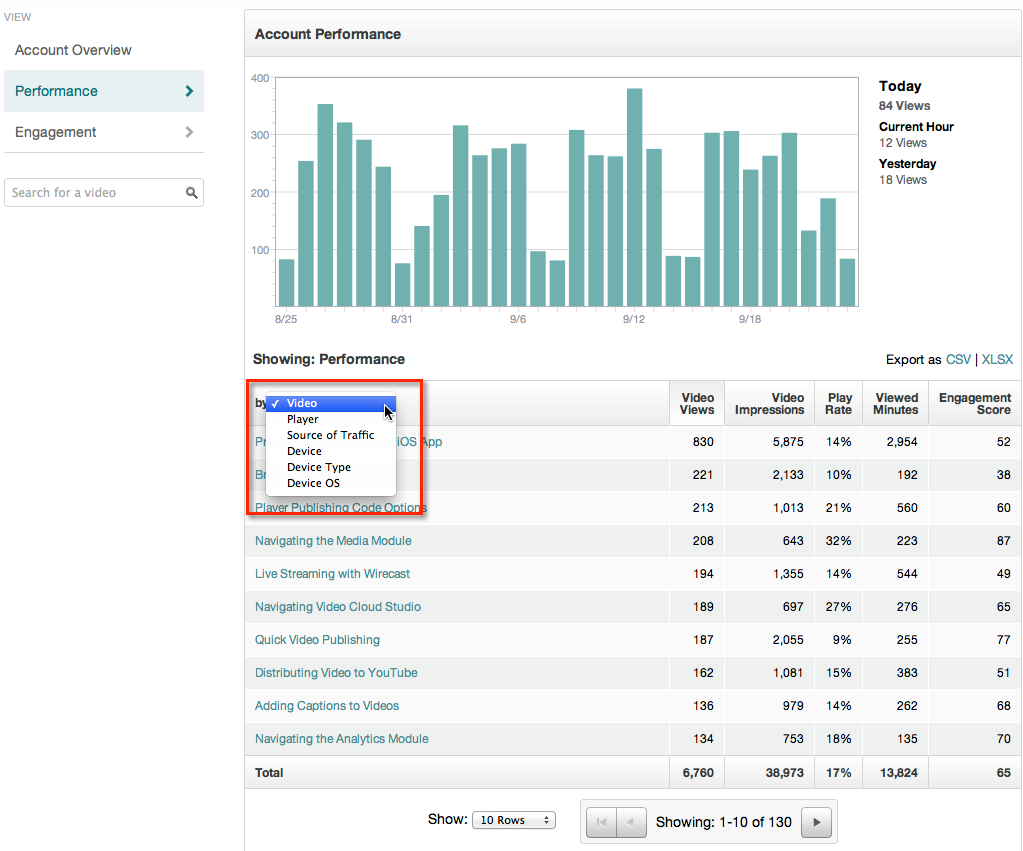 VIEW
Account Overview
Performance
Engagement
Search for a video
Account Performance
400
300
200
100
8/25 8/31 9/6 9/12 9/18
Today
84 Views
Current Hour
12 Views
Yesterday
18 Views
Showing: Performance
Export as CSV | XLSX
by ✓ Video
Player
Source of Traffic
Device
Device Type
Device OS
Video Views Video Impressions Play Rate Viewed Minutes Engagement Score
iOS App 830 5,875 14% 2,954 52
221 2,133 10% 192 38
Player Publishing Code Options 213 1,013 21% 560 60
Navigating the Media Module 208 643 32% 223 87
Live Streaming with Wirecast 194 1,355 14% 544 49
Navigating Video Cloud Studio 189 697 27% 276 65
Quick Video Publishing 187 2,055 9% 255 77
Distributing Video to YouTube 162 1,081 15% 383 51
Adding Captions to Videos 136 979 14% 262 68
Navigating the Analytics Module 134 753 18% 135 70
Total 6,760 38,973 17% 13,824 65
Show: 10 Rows Showing: 1-10 of 130